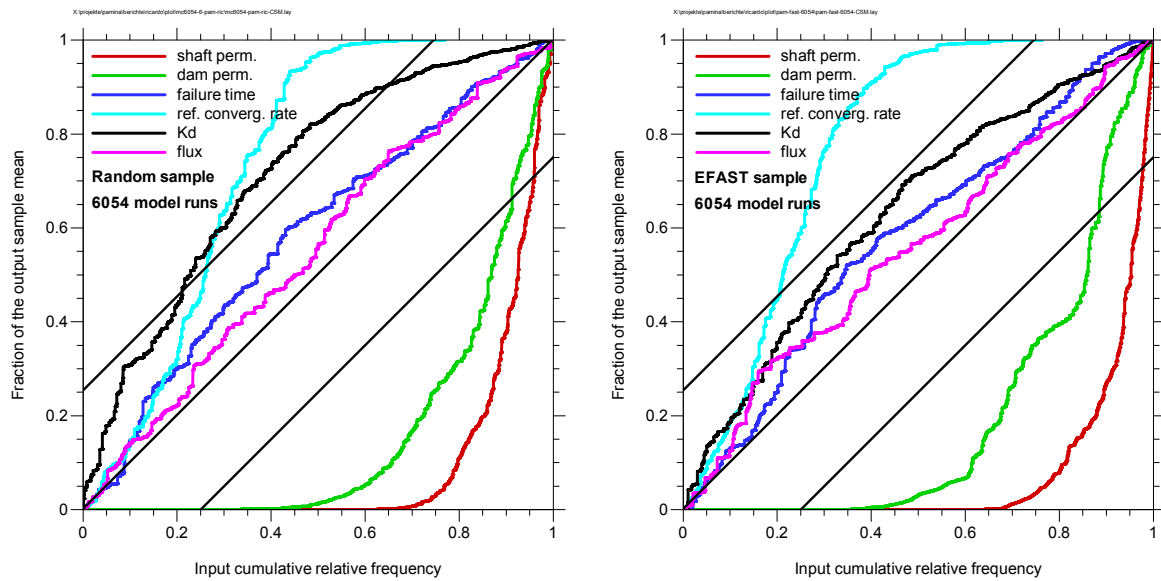 X:\projekte\pamina\berichte\ricardo\plot\mc6054-6-pam-ric\mc6054-pam-ric-CSM.lay
1
0.8
0.6
0.4
0.2
0
Fraction of the output sample mean
shaft perm.
dam perm.
failure time
ref. converg. rate
Kd
flux
Random sample
6054 model runs
0
0.2
0.4
0.6
0.8
1
Input cumulative relative frequency
X:\projekte\pamina\berichte\ricardo\plot\pam-fast-6054\pam-fast-6054-CSM.lay
1
0.8
0.6
0.4
0.2
0
Fraction of the output sample mean
shaft perm.
dam perm.
failure time
ref. converg. rate
Kd
flux
EFAST sample
6054 model runs
0
0.2
0.4
0.6
0.8
1
Input cumulative relative frequency